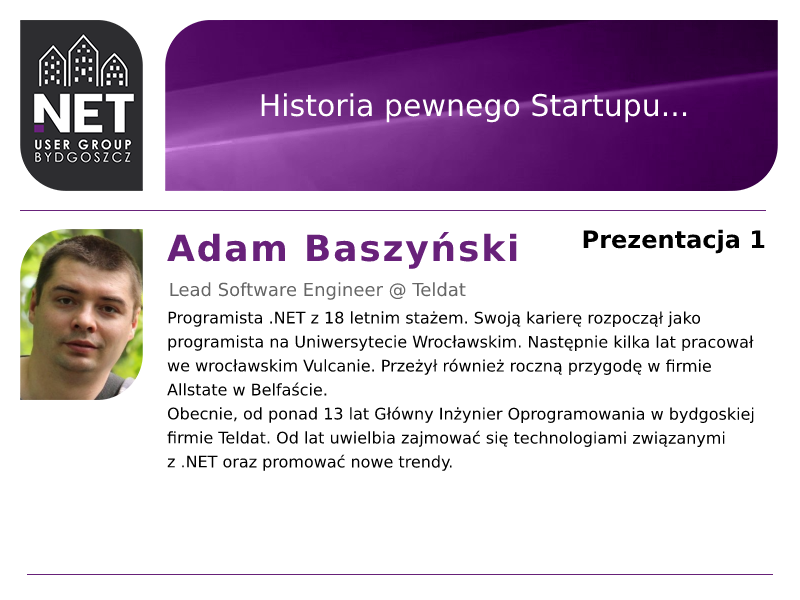 .NET
USER GROUP
BYDGOSZCZ
Historia pewnego Startupu...
Adam Baszyński
Prezentacja 1
Lead Software Engineer @ Teldat
Programista .NET z 18 letnim stażem. Swoją karierę rozpoczął jako
programista na Uniwersytecie Wrocławskim. Następnie kilka lat pracował
we wrocławskim Vulcanie. Przeżył również roczną przygodę w firmie
Allstate w Belfaście.
Obecnie, od ponad 13 lat Główny Inżynier Oprogramowania w bydgoskiej
firmie Teldat. Od lat uwielbia zajmować się technologiami związanymi
z .NET oraz promować nowe trendy.